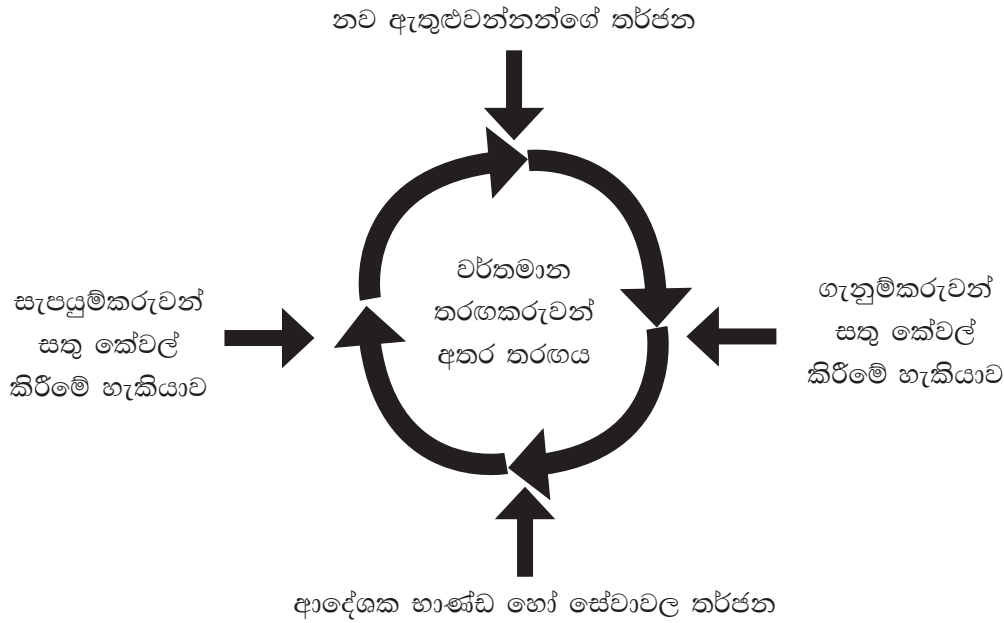 නව ඇතුළුවන්නන්ගේ තර්ජන
සැපයුම්කරුවන්
සතු කේවල්
කිරීමේ හැකියාව
වර්තමාන
තරඟකරුවන්
අතර තරඟය
ගැනුම්කරුවන්
සතු කේවල්
කිරීමේ හැකියාව
ආදේශක භාණ්ඩ හෝ සේවාවල තර්ජන